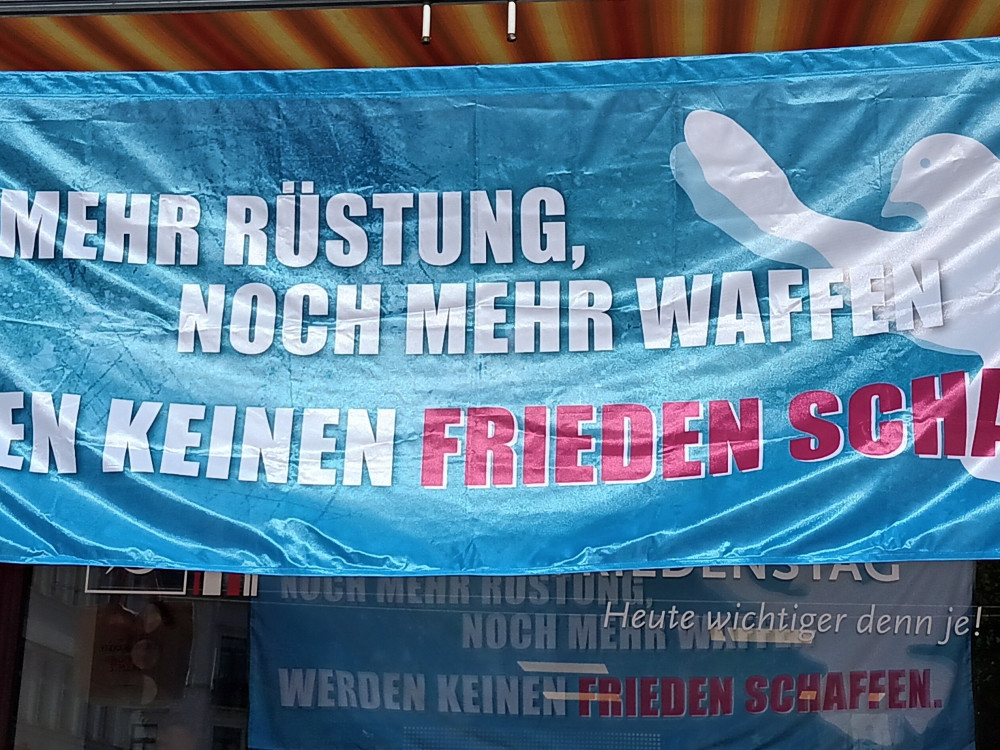 MEHR RÜSTUNG,
NOCH MEHR WAFFEN
EN KEINEN FRIEDEN SCHA
FRIEDENSTAG
Heute wichtiger denn je!
NOCH MEHR RÜSTUNG,
NOCH MEHR WAFFEN
WERDEN KEINEN FRIEDEN SCHAFFEN.